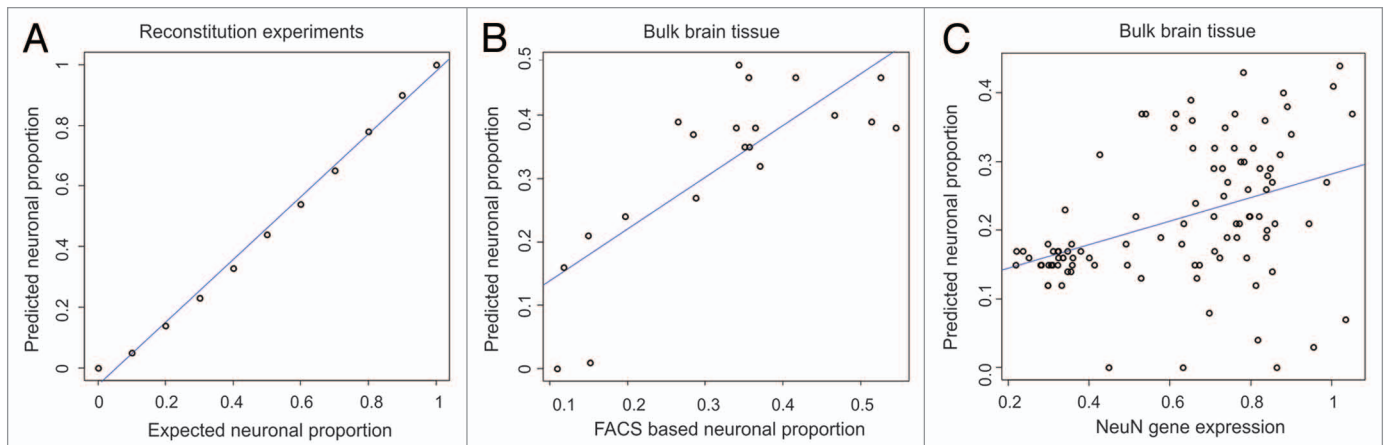 A
Reconstitution experiments
Predicted neuronal proportion
1
0.8
0.6
0.4
0.2
0
0 0.2 0.4 0.6 0.8 1
Expected neuronal proportion
B
Bulk brain tissue
Predicted neuronal proportion
0.5
0.4
0.3
0.2
0.1
0
0.1 0.2 0.3 0.4 0.5
FACS based neuronal proportion
C
Bulk brain tissue
Predicted neuronal proportion
0.4
0.3
0.2
0.1
0.0
0.2 0.4 0.6 0.8 1
NeuN gene expression